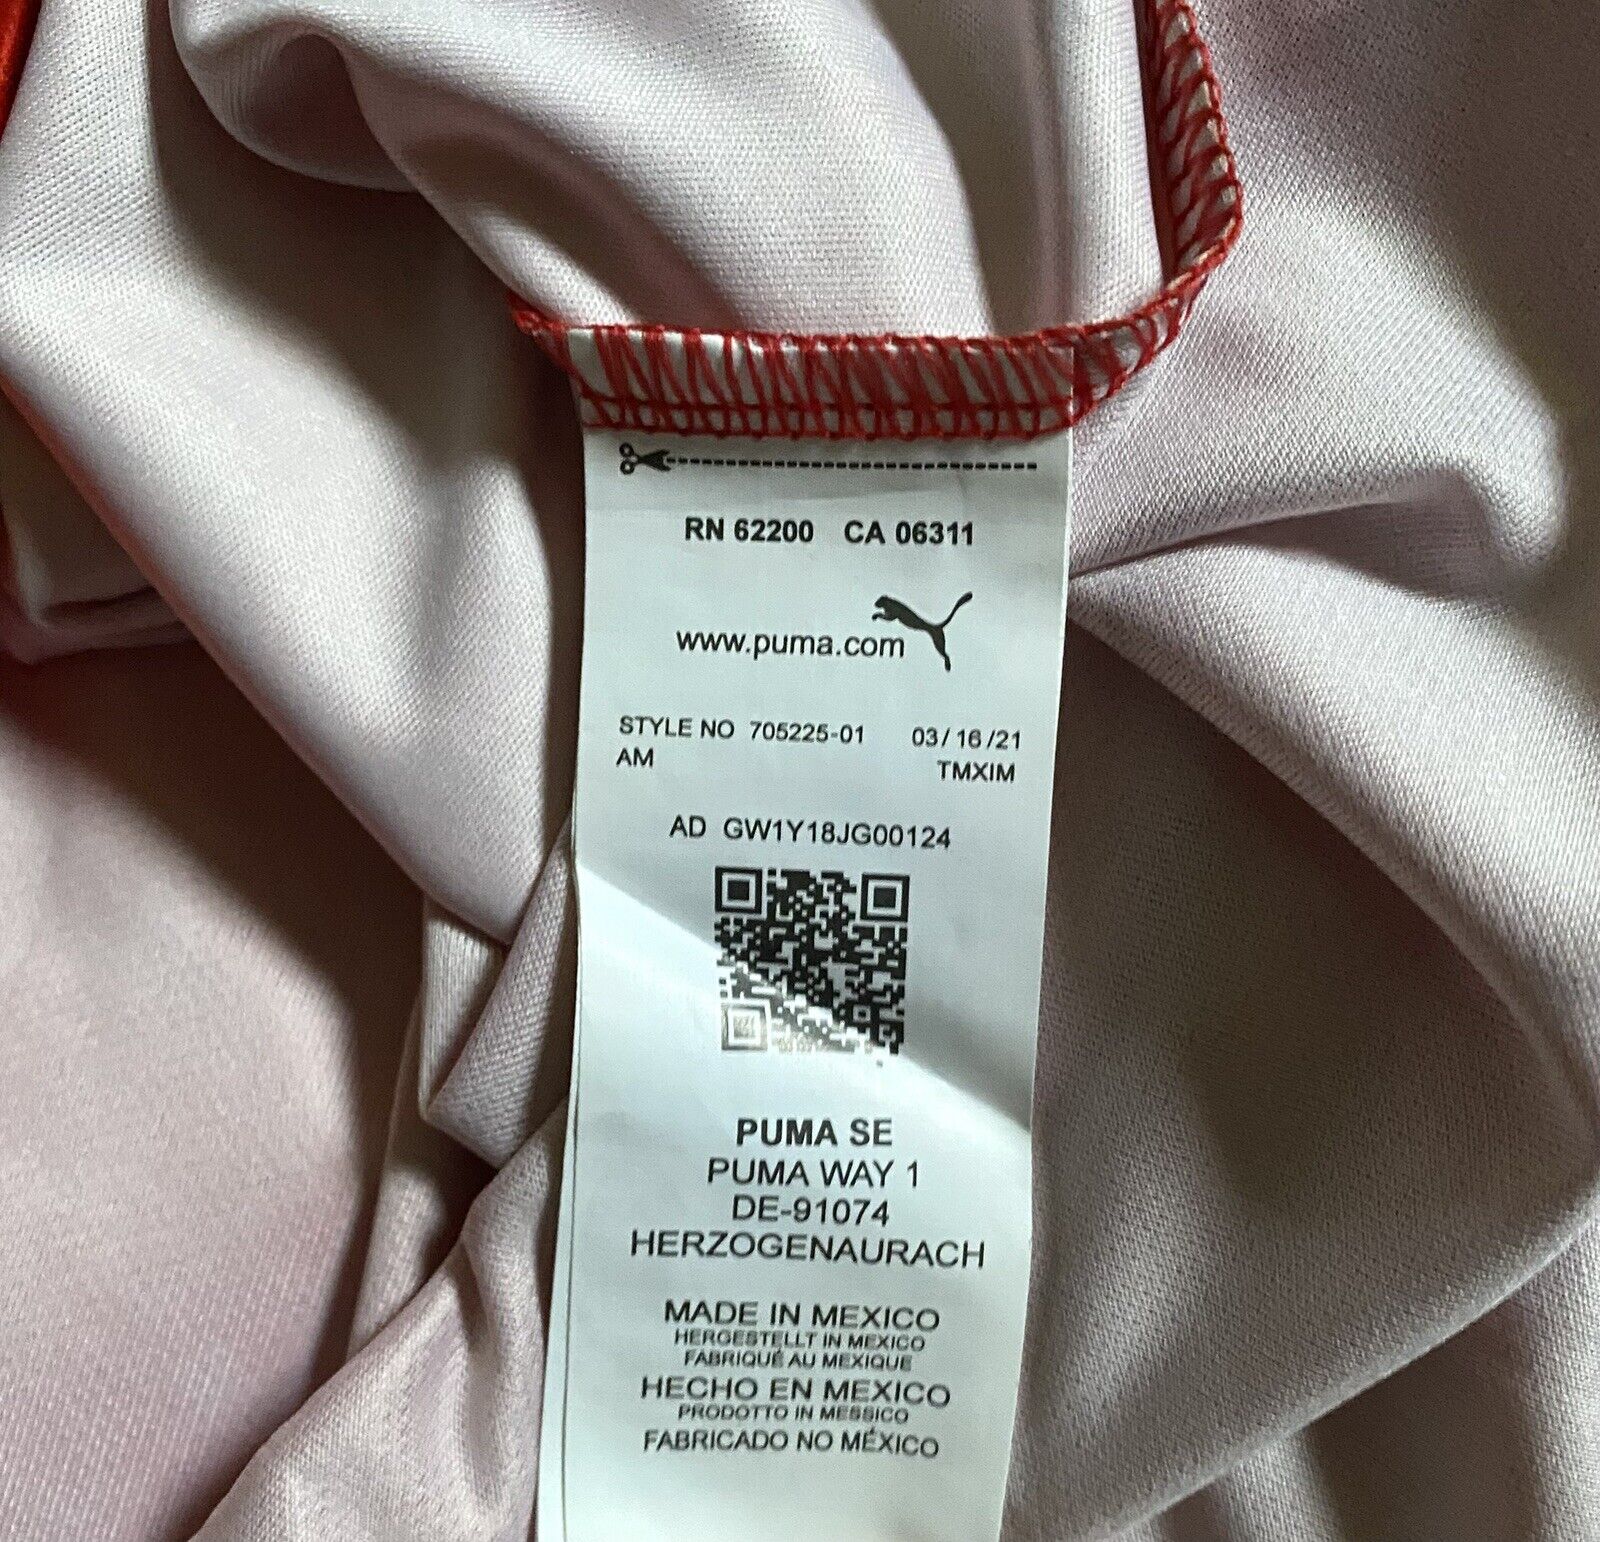 RN 62200 CA 06311
www.puma.com
STYLE NO 705225-01 03/16/21
AM TMXIM
AD GW1Y18JG00124
PUMA SE
PUMA WAY 1
DE-91074
HERZOGENAURACH
MADE IN MEXICO
HERGESTELLT IN MEXICO
FABRIQUÉ AU MEXIQUE
HECHO EN MEXICO
PRODOTTO IN MESSICO
FABRICADO NO MÉXICO